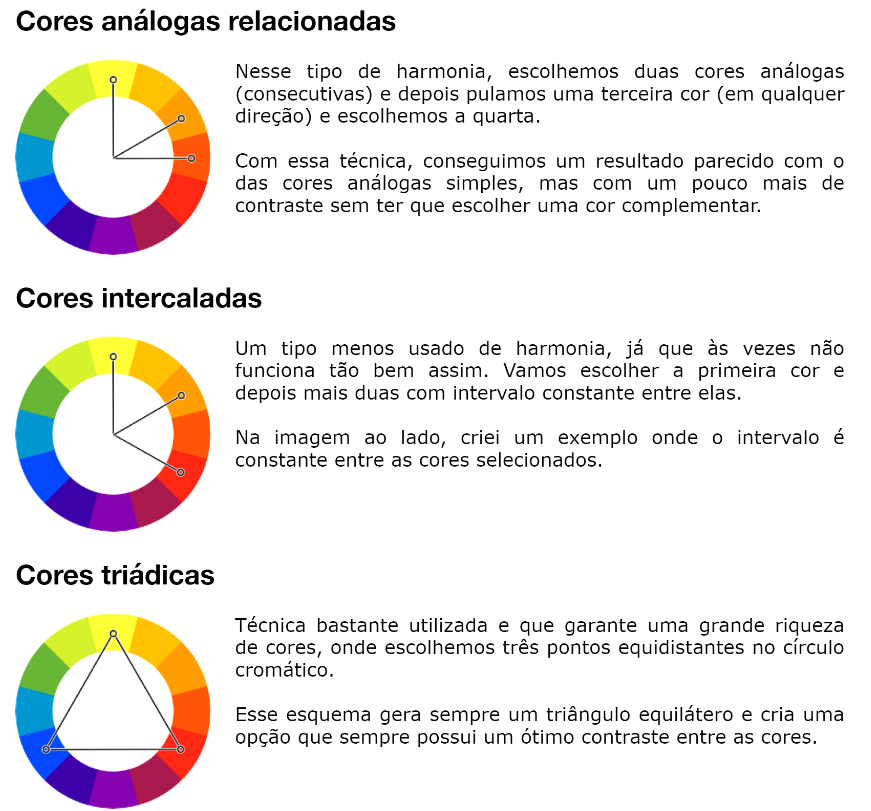 Cores análogas relacionadas
Nesse tipo de harmonia, escolhemos duas cores análogas
(consecutivas) e depois pulamos uma terceira cor (em qualquer
direção) e escolhemos a quarta.
Com essa técnica, conseguimos um resultado parecido com o
das cores análogas simples, mas com um pouco mais de
contraste sem ter que escolher uma cor complementar.
Cores intercaladas
Um tipo menos usado de harmonia, já que às vezes não
funciona tão bem assim. Vamos escolher a primeira cor e
depois mais duas com intervalo constante entre elas.
Na imagem ao lado, criei um exemplo onde o intervalo é
constante entre as cores selecionados.
Cores triádicas
Técnica bastante utilizada e que garante uma grande riqueza
de cores, onde escolhemos três pontos equidistantes no círculo
cromático.
Esse esquema gera sempre um triângulo equilátero e cria uma
opção que sempre possui um ótimo contraste entre as cores.